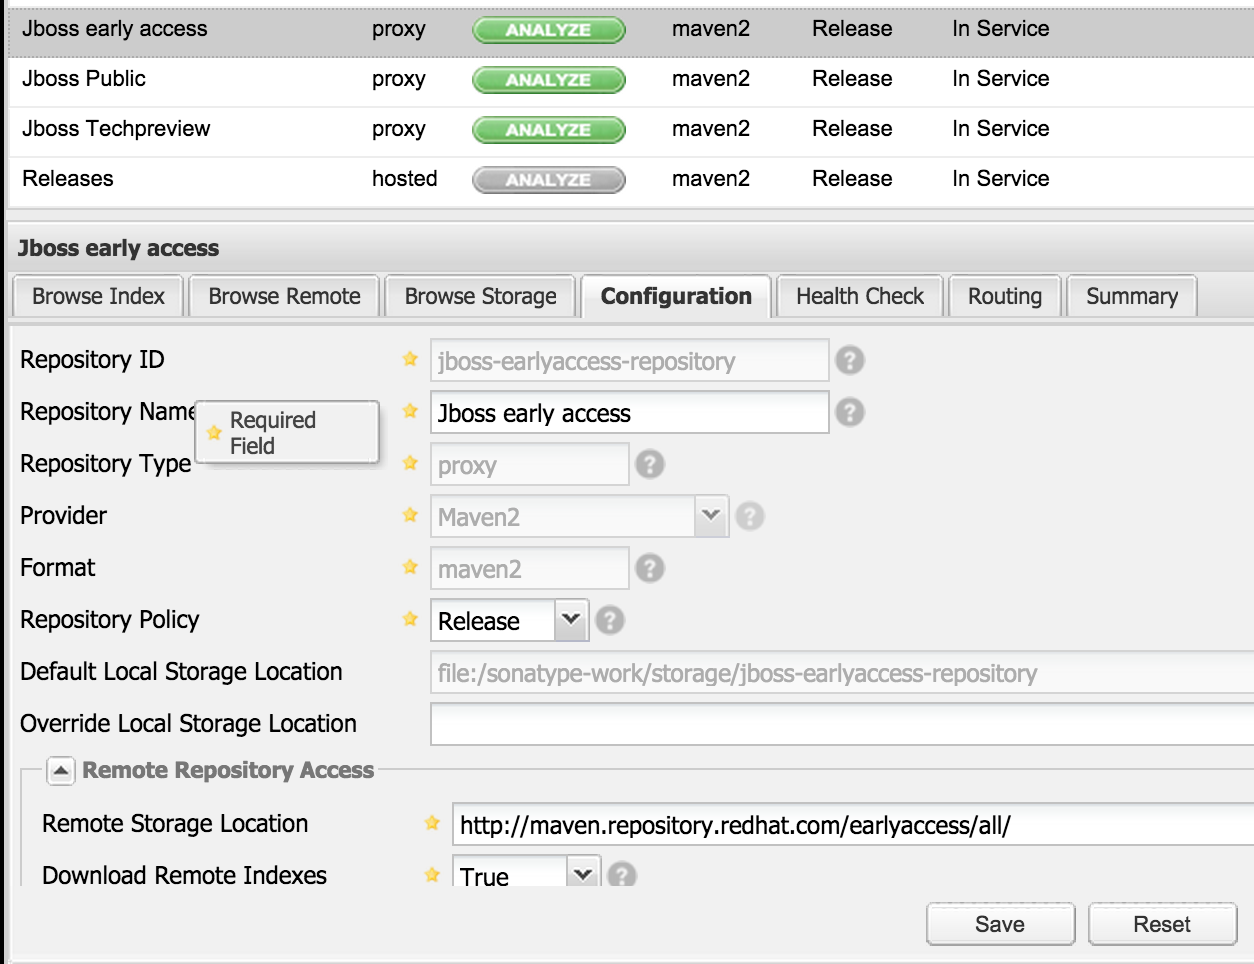 Jboss early access proxy ANALYZE maven2 Release In Service
Jboss Public proxy ANALYZE maven2 Release In Service
Jboss Techpreview proxy ANALYZE maven2 Release In Service
Releases hosted ANALYZE maven2 Release In Service
Jboss early access
Browse Index Browse Remote Browse Storage Configuration Health Check Routing Summary
Repository ID jboss-earlyaccess-repository ?
Repository Name Jboss early access ?
Required
Field
Repository Type proxy ?
Provider Maven2 ?
Format maven2 ?
Repository Policy Release ?
Default Local Storage Location file:/sonatype-work/storage/jboss-earlyaccess-repository
Override Local Storage Location
Remote Repository Access
Remote Storage Location http://maven.repository.redhat.com/earlyaccess/all/
Download Remote Indexes True ?
Save Reset